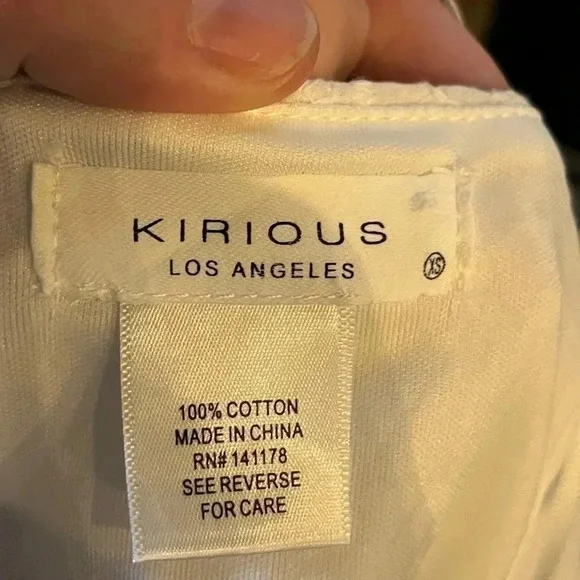 KIRIOUS
LOS ANGELES
XS
100% COTTON
MADE IN CHINA
RN# 141178
SEE REVERSE
FOR CARE